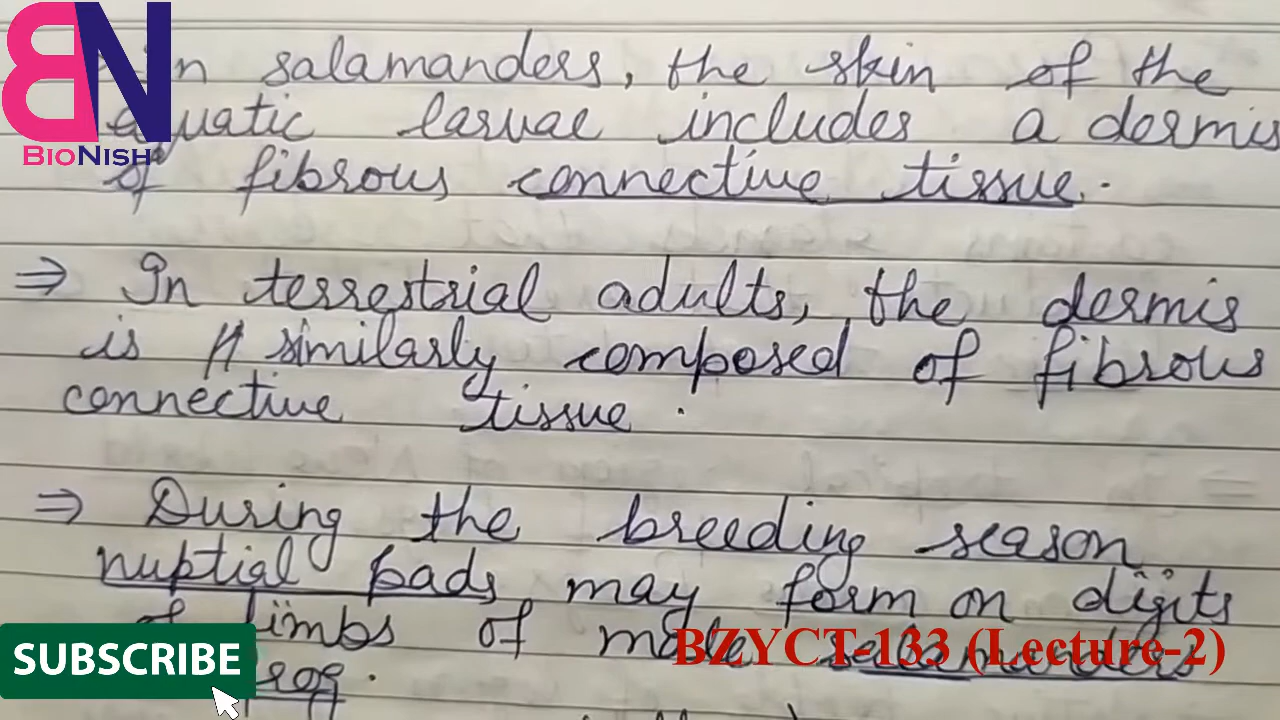 BN
BIONISH
In salamanders, the skin of the
aquatic larvae includes a dermis
of fibrous connective tissue.
⇒ In terrestrial adults, the dermis
is similarly composed of fibrous
connective tissue.
⇒ During the breeding season
nuptial pads may form on digits
of limbs of male salamanders
BZYCT-133 (Lecture-2)
SUBSCRIBE